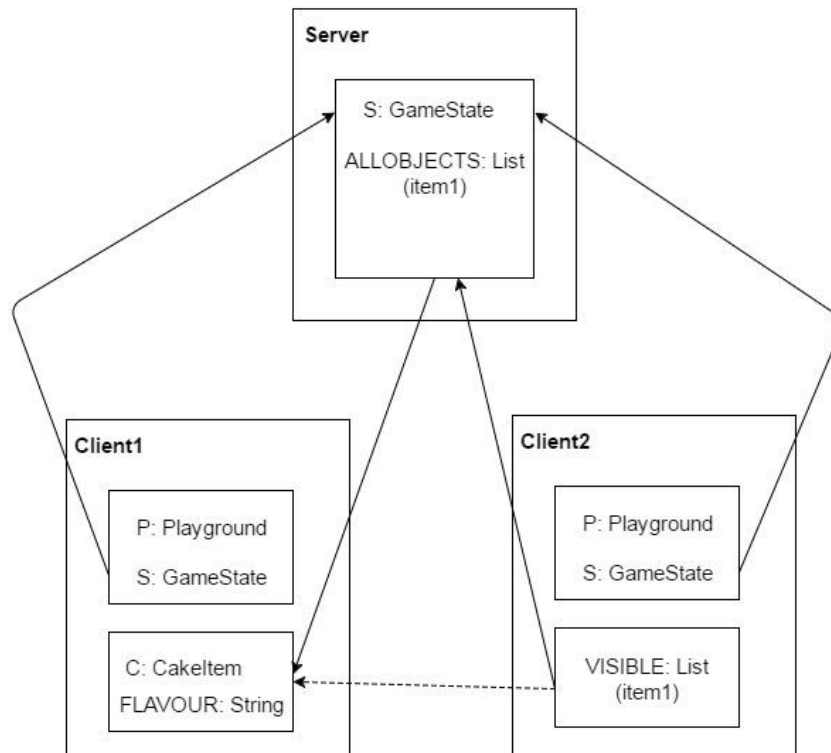 Server
S: GameState
ALLOBJECTS: List
(item1)
Client1
P: Playground
S: GameState
C: CakeItem
FLAVOUR: String
Client2
P: Playground
S: GameState
VISIBLE: List
(item1)